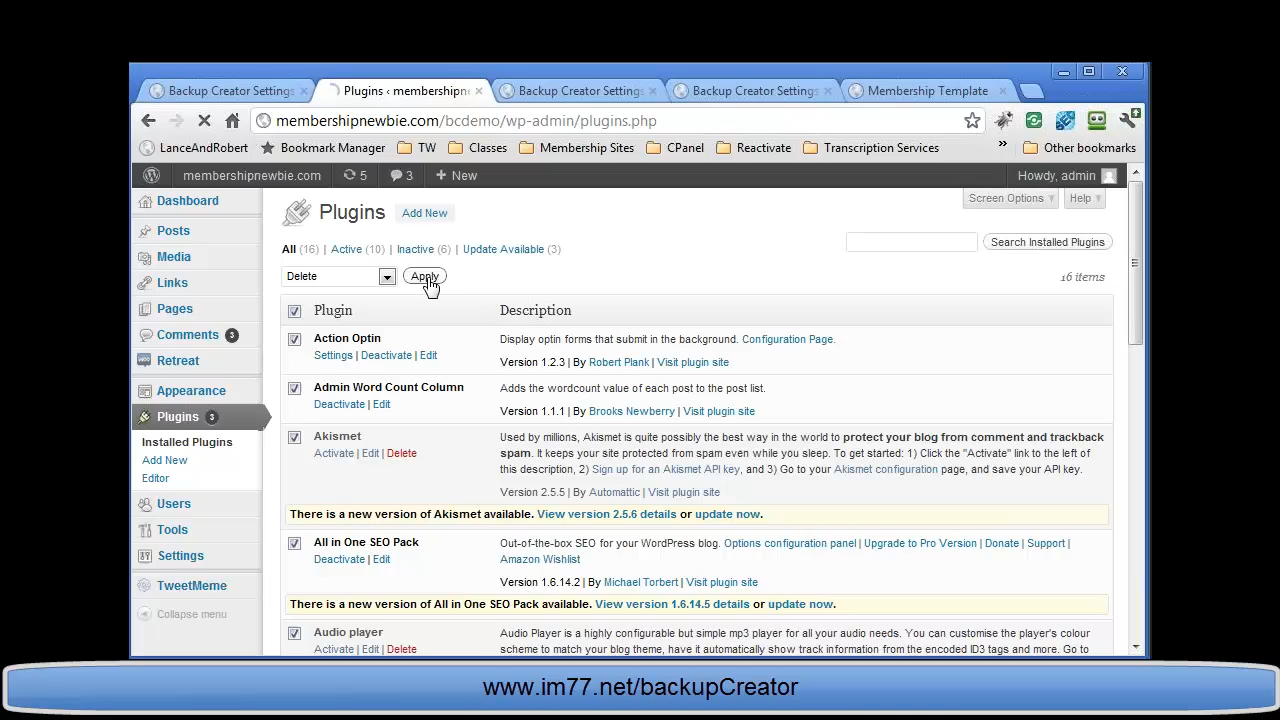 Backup Creator Settings
Plugins ‹ membershipn
Backup Creator Settings
Backup Creator Settings
Membership Template
membershipnewbie.com/bcdemo/wp-admin/plugins.php
LanceAndRobert
Bookmark Manager
TW
Classes
Membership Sites
CPanel
Reactivate
Transcription Services
»
Other bookmarks
membershipnewbie.com
5
3
+ New
Howdy, admin
Dashboard
Posts
Media
Links
Pages
Comments 3
Retreat
Appearance
Plugins 3
Installed Plugins
Add New
Editor
Users
Tools
Settings
TweetMeme
Collapse menu
Screen Options
Help
Plugins Add New
All (16) | Active (10) | Inactive (6) | Update Available (3)
Search Installed Plugins
Delete
Apply
16 items
Plugin Description
Action Optin
Settings | Deactivate | Edit
Display optin forms that submit in the background. Configuration Page.
Version 1.2.3 | By Robert Plank | Visit plugin site
Admin Word Count Column
Deactivate | Edit
Adds the wordcount value of each post to the post list.
Version 1.1.1 | By Brooks Newberry | Visit plugin site
Akismet
Activate | Edit | Delete
Used by millions, Akismet is quite possibly the best way in the world to protect your blog from comment and trackback
spam. It keeps your site protected from spam even while you sleep. To get started: 1) Click the "Activate" link to the left of
this description, 2) Sign up for an Akismet API key, and 3) Go to your Akismet configuration page, and save your API key.
Version 2.5.5 | By Automattic | Visit plugin site
There is a new version of Akismet available. View version 2.5.6 details or update now.
All in One SEO Pack
Deactivate | Edit
Out-of-the-box SEO for your WordPress blog. Options configuration panel | Upgrade to Pro Version | Donate | Support |
Amazon Wishlist
Version 1.6.14.2 | By Michael Torbert | Visit plugin site
There is a new version of All in One SEO Pack available. View version 1.6.14.5 details or update now.
Audio player
Activate | Edit | Delete
Audio Player is a highly configurable but simple mp3 player for all your audio needs. You can customise the player's colour
scheme to match your blog theme, have it automatically show track information from the encoded ID3 tags and more. Go to
www.im77.net/backupCreator